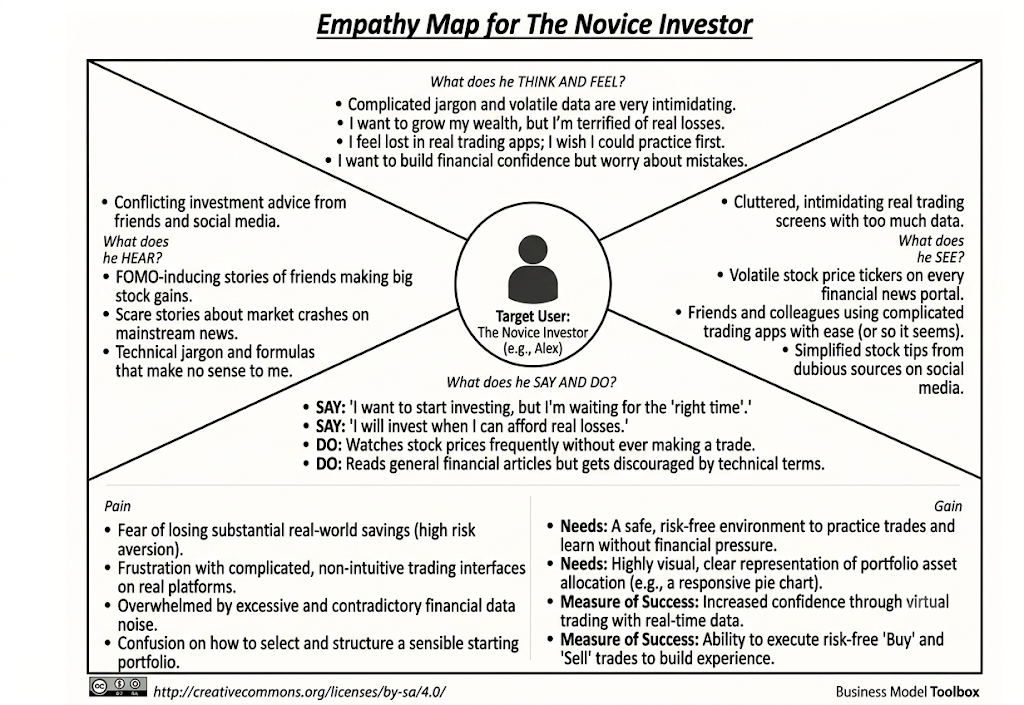 Empathy Map for The Novice Investor
What does he THINK AND FEEL?
• Complicated jargon and volatile data are very intimidating.
• I want to grow my wealth, but I'm terrified of real losses.
• I feel lost in real trading apps; I wish I could practice first.
• I want to build financial confidence but worry about mistakes.
• Conflicting investment advice from
friends and social media.
What does
he HEAR?
• FOMO-inducing stories of friends making big
stock gains.
• Scare stories about market crashes on
mainstream news.
• Technical jargon and formulas
that make no sense to me.
Target User:
The Novice Investor
(e.g., Alex)
• Cluttered, intimidating real trading
screens with too much data.
What does
he SEE?
• Volatile stock price tickers on every
financial news portal.
• Friends and colleagues using complicated
trading apps with ease (or so it seems).
• Simplified stock tips from
dubious sources on social
media.
What does he SAY AND DO?
• SAY: 'I want to start investing, but I'm waiting for the 'right time'.'
• SAY: 'I will invest when I can afford real losses.'
• DO: Watches stock prices frequently without ever making a trade.
• DO: Reads general financial articles but gets discouraged by technical terms.
Pain
• Fear of losing substantial real-world savings (high risk
aversion).
• Frustration with complicated, non-intuitive trading interfaces
on real platforms.
• Overwhelmed by excessive and contradictory financial data
noise.
• Confusion on how to select and structure a sensible starting
portfolio.
Gain
• Needs: A safe, risk-free environment to practice trades and
learn without financial pressure.
• Needs: Highly visual, clear representation of portfolio asset
allocation (e.g., a responsive pie chart).
• Measure of Success: Increased confidence through virtual
trading with real-time data.
• Measure of Success: Ability to execute risk-free 'Buy' and
'Sell' trades to build experience.
http://creativecommons.org/licenses/by-sa/4.0/
Business Model Toolbox